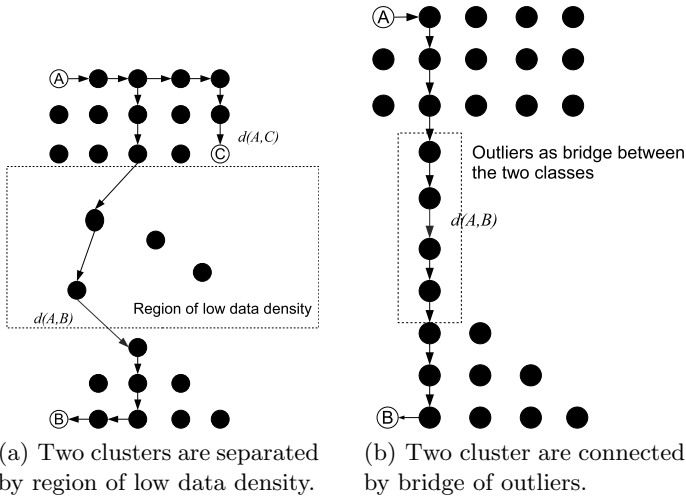 A
d(A,C)
C
Region of low data density
d(A,B)
B
(a) Two clusters are separated
by region of low data density.
A
Outliers as bridge between
the two classes
d(A,B)
B
(b) Two cluster are connected
by bridge of outliers.